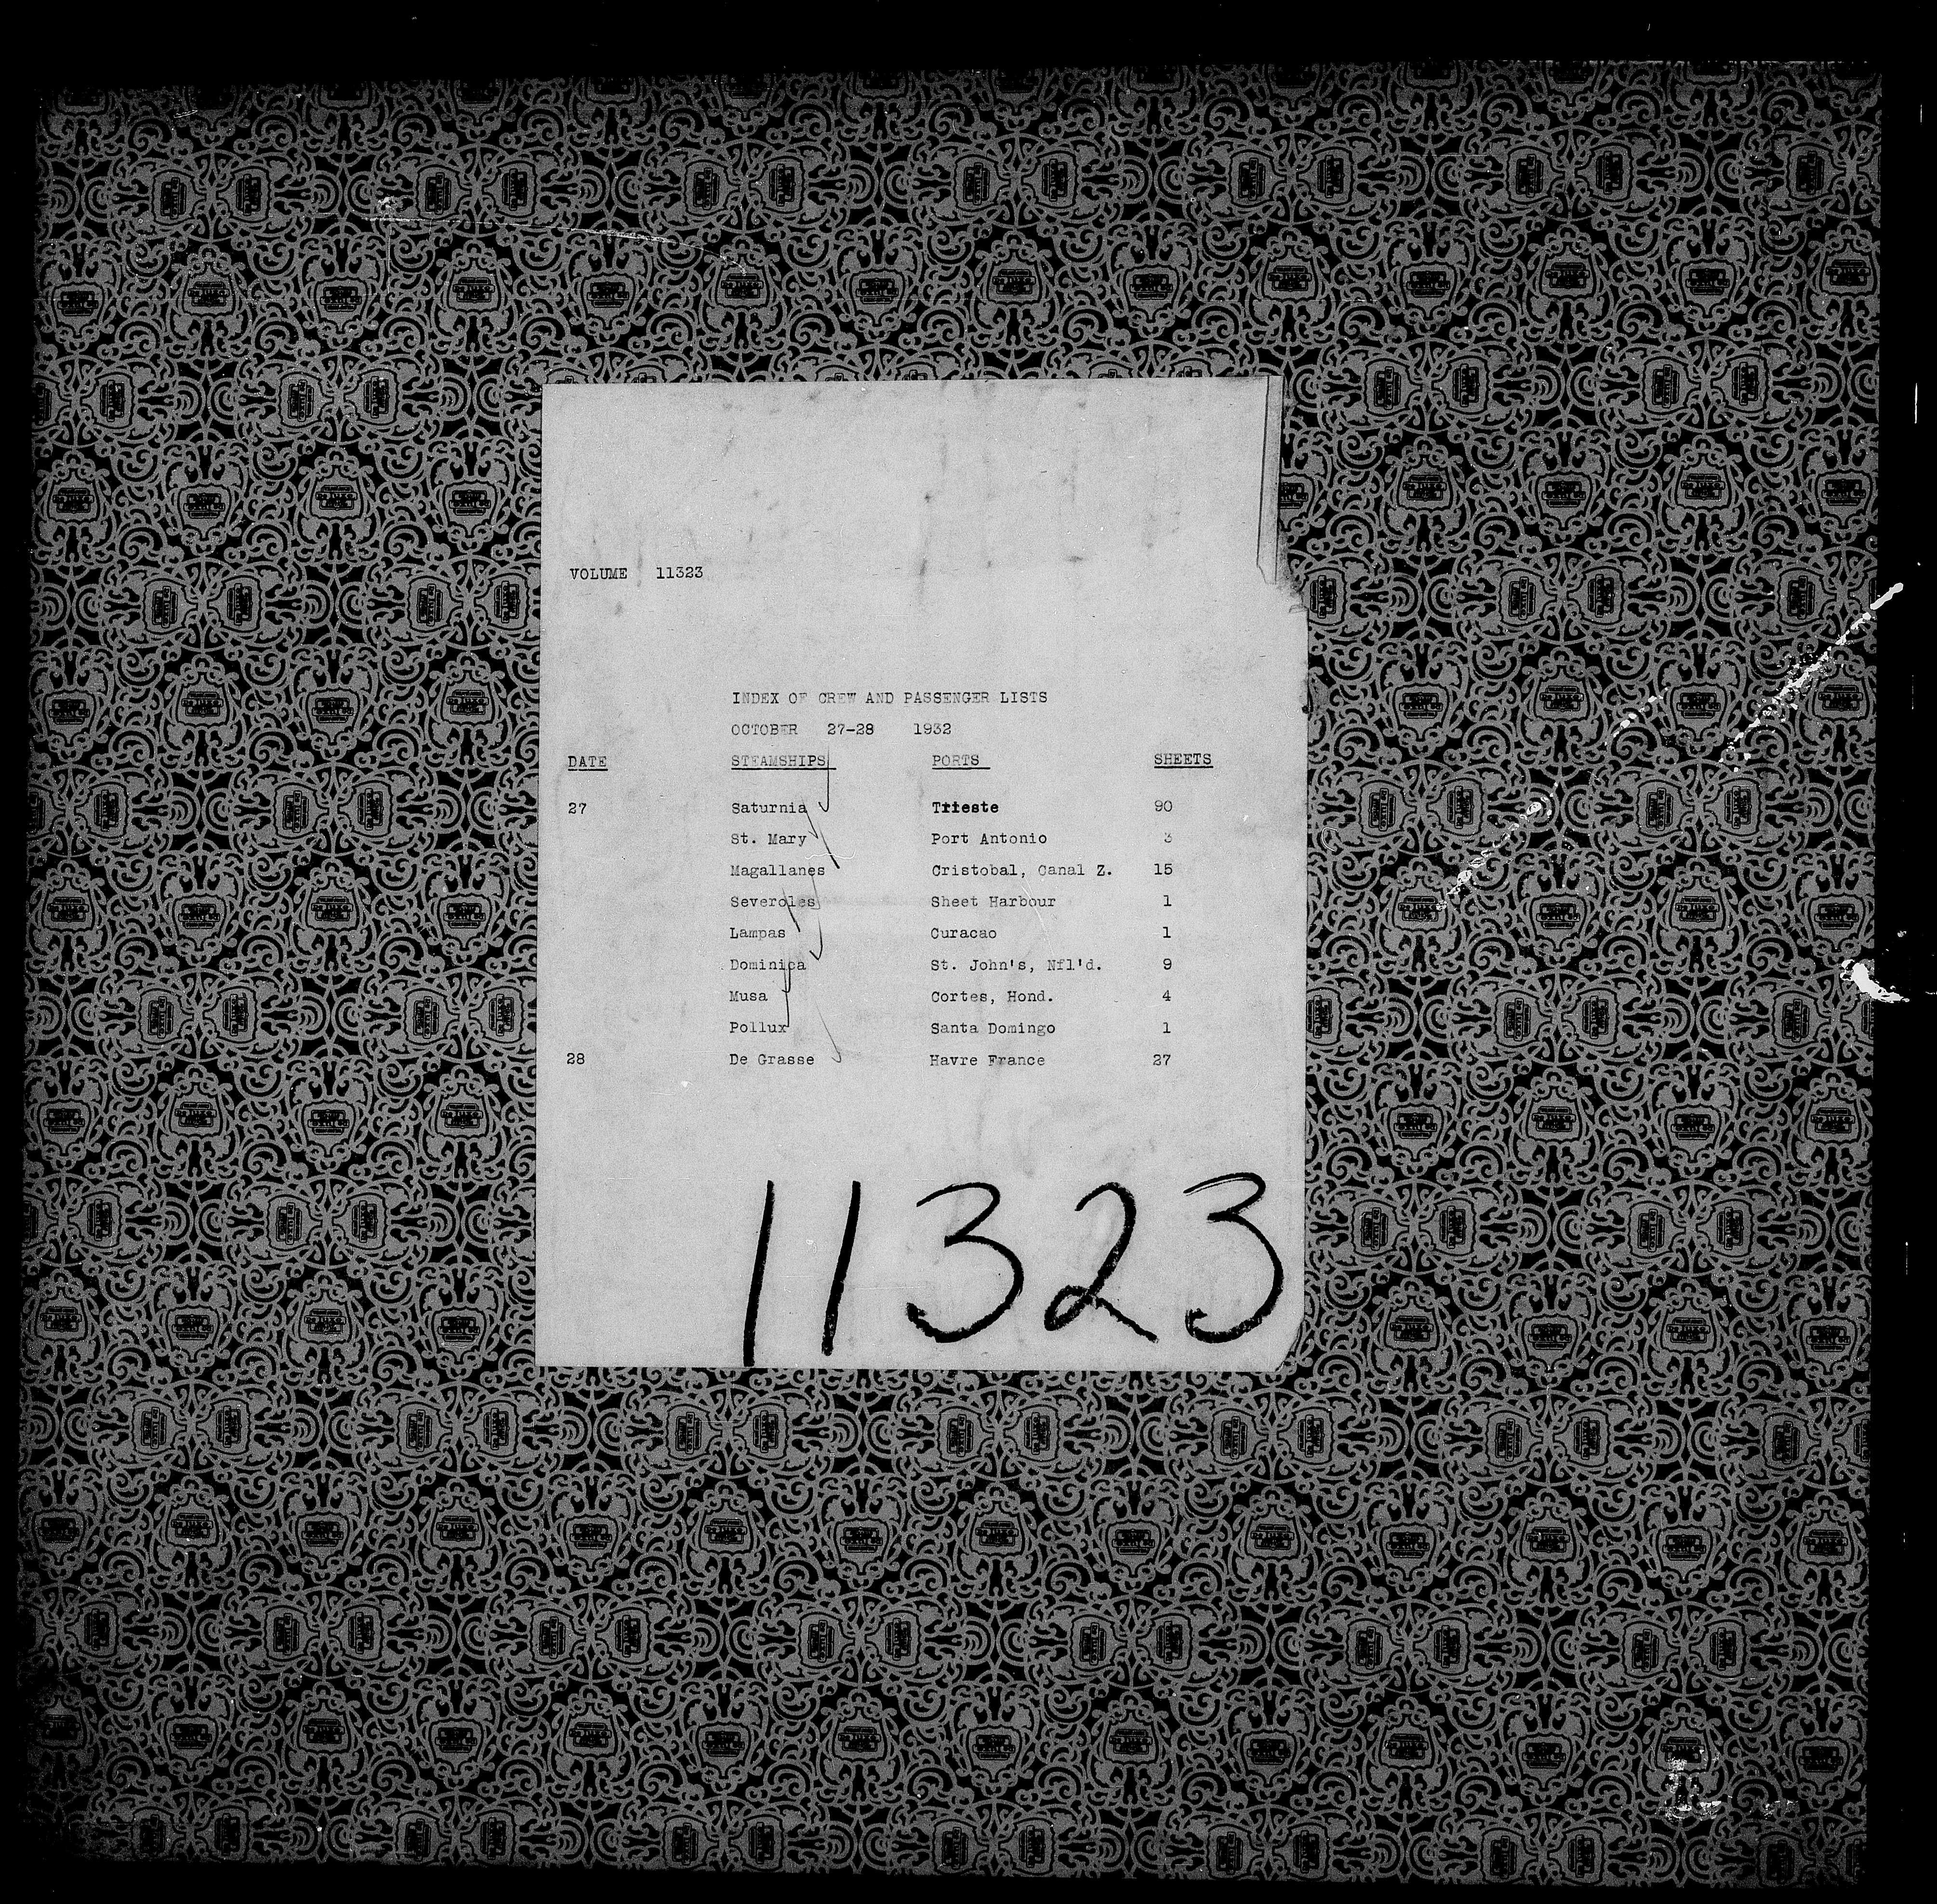 VOLUME 11323
INDEX OF CREW AND PASSENGER LISTS
OCTOBER 27-28 1932
DATE STEAMSHIPS PORTS SHEETS
27 Saturnia Trieste 90
St. Mary Port Antonio 3
Magallanes Cristobal, Canal Z. 15
Severoles Sheet Harbour 1
Lampas Curacao 1
Dominica St. John's, Nfl'd. 9
Musa Cortes, Hond. 4
Pollux Santa Domingo 1
28 De Grasse Havre France 27
11323